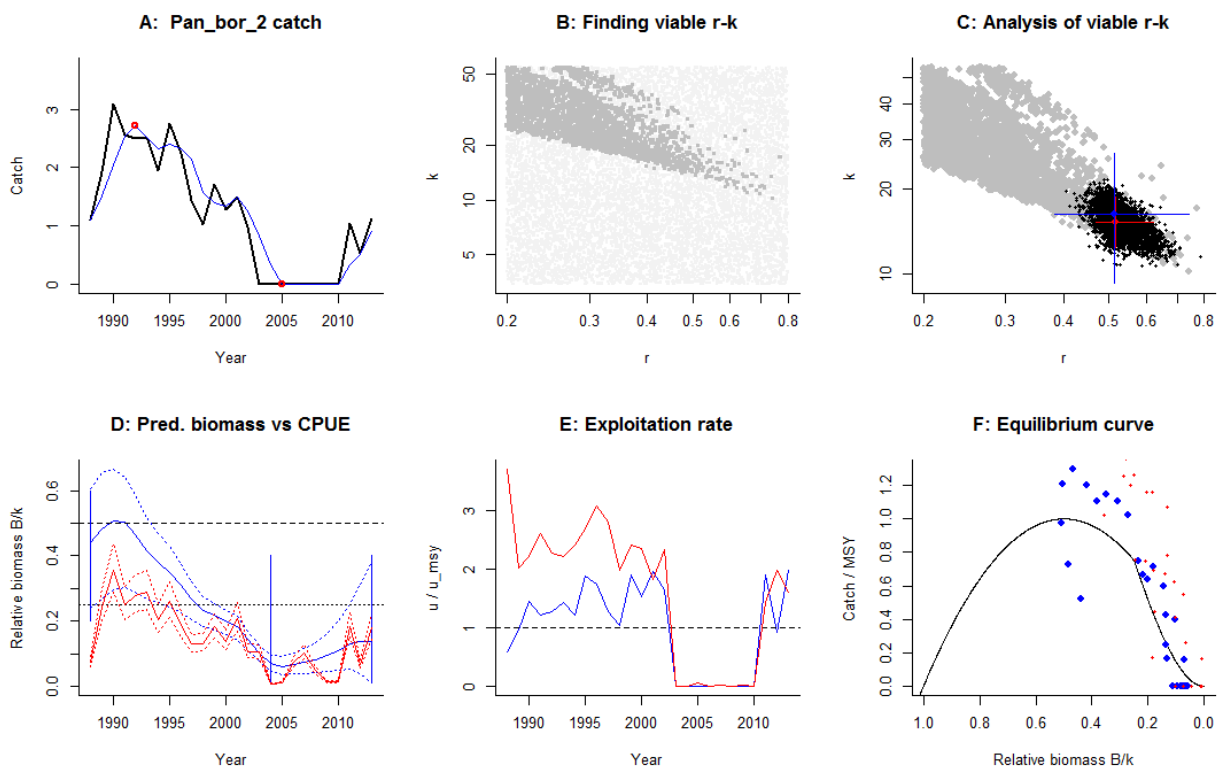 A: Pan_bor_2 catch
B: Finding viable r-k
C: Analysis of viable r-k
Catch
0 1 2 3
1990 1995 2000 2005 2010
Year
k
5 10 20 50
0.2 0.3 0.4 0.5 0.6 0.8
r
k
10 20 30 40
0.2 0.3 0.4 0.5 0.6 0.8
r
D: Pred. biomass vs CPUE
E: Exploitation rate
F: Equilibrium curve
Relative biomass B/k
0.0 0.2 0.4 0.6
1990 1995 2000 2005 2010
Year
u / u_msy
0 1 2 3
1990 1995 2000 2005 2010
Year
Catch / MSY
0.0 0.2 0.4 0.6 0.8 1.0 1.2
1.0 0.8 0.6 0.4 0.2 0.0
Relative biomass B/k